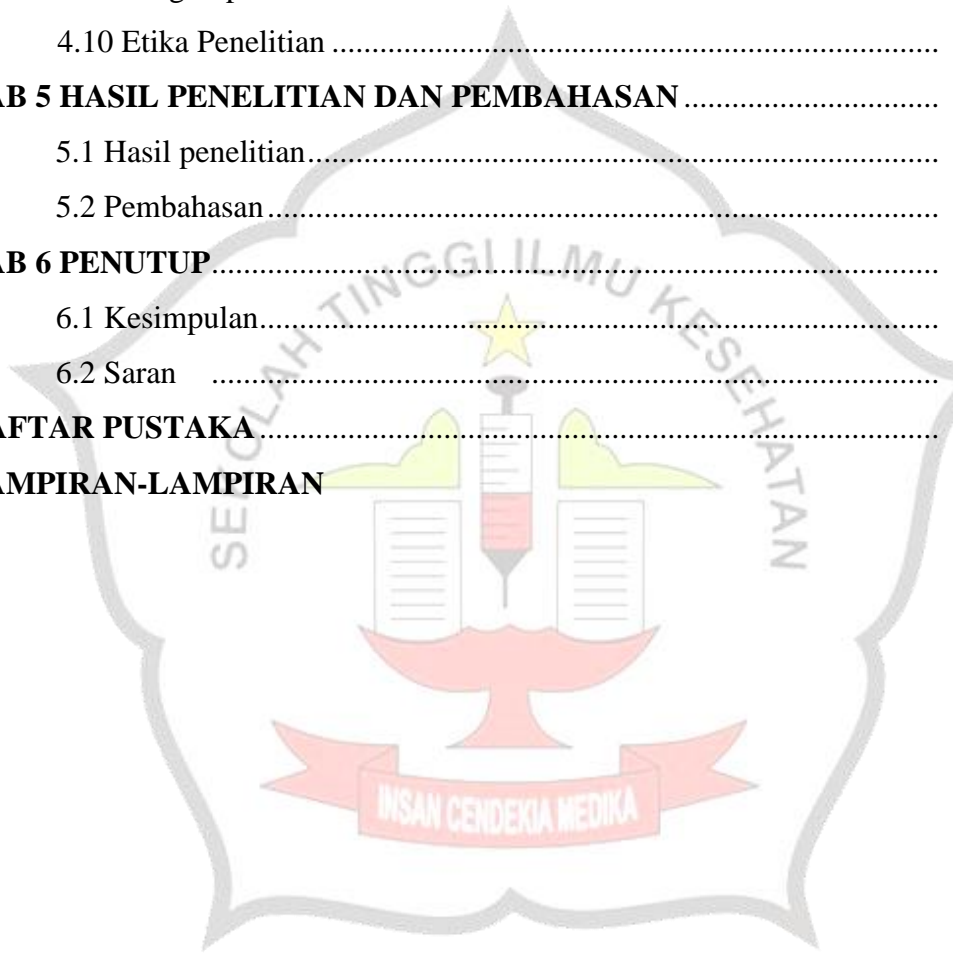 4.10 Etika Penelitian ........................................................................................
AB 5 HASIL PENELITIAN DAN PEMBAHASAN ....................................
5.1 Hasil penelitian............................................................................................
5.2 Pembahasan .................................................................................................
AB 6 PENUTUP..........................................................................................................
6.1 Kesimpulan...................................................................................................
6.2 Saran ..........................................................................................................
AFTAR PUSTAKA ...................................................................................................
AMPIRAN-LAMPIRAN
SEKOLAH TINGGI ILMU KESEHATAN
INSAN CENDEKIA MEDIKA